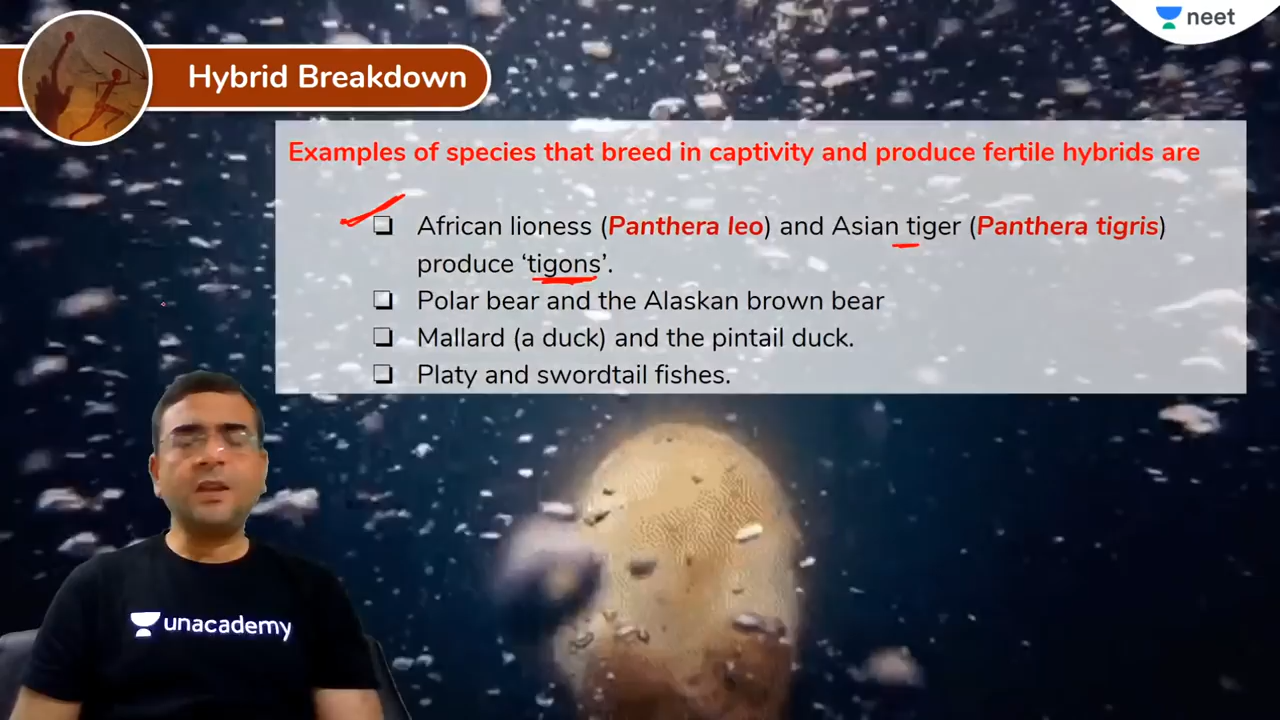 neet
Hybrid Breakdown
Examples of species that breed in captivity and produce fertile hybrids are
African lioness (Panthera leo) and Asian tiger (Panthera tigris)
produce ‘tigons’.
Polar bear and the Alaskan brown bear
Mallard (a duck) and the pintail duck.
Platy and swordtail fishes.
unacademy